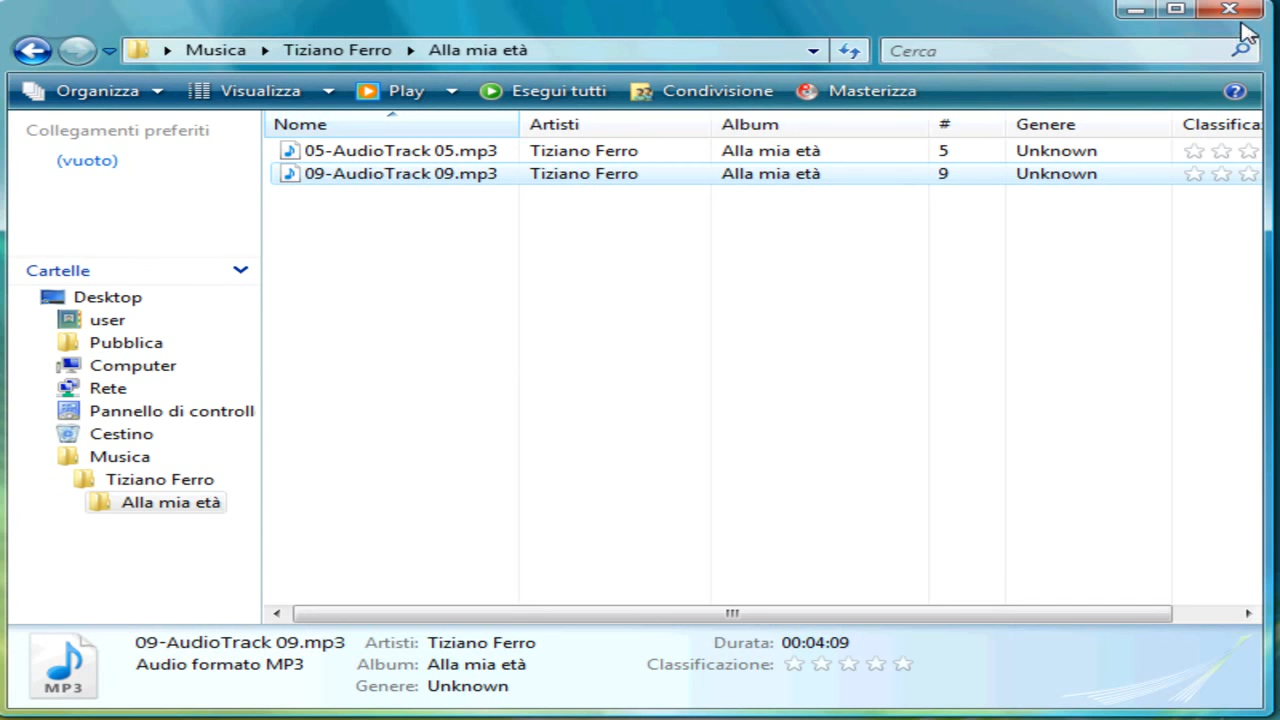 Musica Tiziano Ferro Alla mia età Cerca
Organizza Visualizza Play Esegui tutti Condivisione Masterizza
Collegamenti preferiti
(vuoto)
Cartelle
Desktop
user
Pubblica
Computer
Rete
Pannello di controll
Cestino
Musica
Tiziano Ferro
Alla mia età
Nome Artisti Album # Genere Classifica
05-AudioTrack 05.mp3 Tiziano Ferro Alla mia età 5 Unknown
09-AudioTrack 09.mp3 Tiziano Ferro Alla mia età 9 Unknown
MP3
09-AudioTrack 09.mp3 Artisti: Tiziano Ferro Durata: 00:04:09
Audio formato MP3 Album: Alla mia età Classificazione:
Genere: Unknown